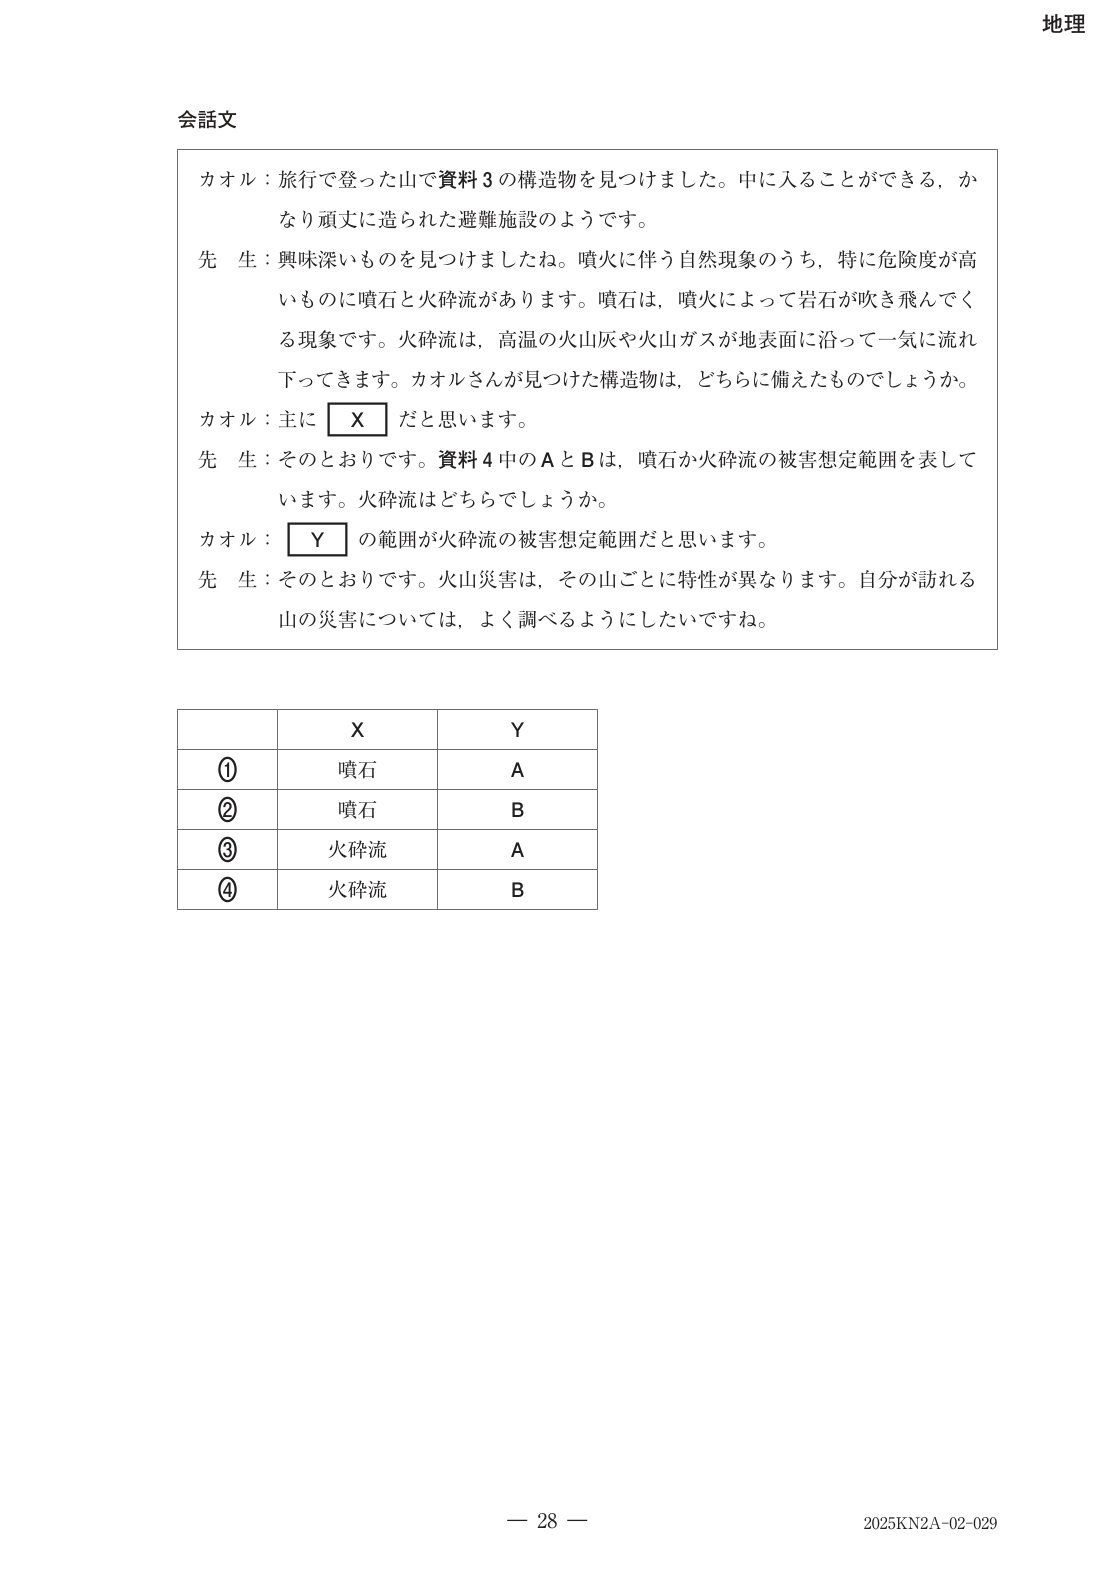 地理
会話文
カオル：旅行で登った山で資料3の構造物を見つけました。中に入ることができる，か
なり頑丈に造られた避難施設のようです。
先　生：興味深いものを見つけましたね。噴火に伴う自然現象のうち，特に危険度が高
いものに噴石と火砕流があります。噴石は，噴火によって岩石が吹き飛んでく
る現象です。火砕流は，高温の火山灰や火山ガスが地表面に沿って一気に流れ
下ってきます。カオルさんが見つけた構造物は，どちらに備えたものでしょうか。
カオル：主に X だと思います。
先　生：そのとおりです。資料4中のAとBは，噴石か火砕流の被害想定範囲を表して
います。火砕流はどちらでしょうか。
カオル： Y の範囲が火砕流の被害想定範囲だと思います。
先　生：そのとおりです。火山災害は，その山ごとに特性が異なります。自分が訪れる
山の災害については，よく調べるようにしたいですね。
X Y
① 噴石 A
② 噴石 B
③ 火砕流 A
④ 火砕流 B
― 28 ―
2025KN2A-02-029